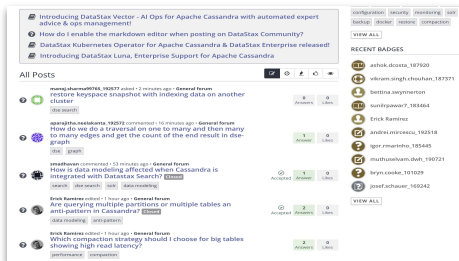 Introducing DataStax Vector - AI Ops for Apache Cassandra with automated expert
advice & ops management!
How do I enable the markdown editor when posting on DataStax Community?
DataStax Kubernetes Operator for Apache Cassandra & DataStax Enterprise released!
Introducing DataStax Luna, Enterprise Support for Apache Cassandra
All Posts
manoj.sharma99765_192577 asked • 2 minutes ago • General forum
restore keyspace snapshot with indexing data on another
cluster
dse search
0 Answers 0 Likes
aparajitha.neelakanta_192572 commented • 16 minutes ago • General forum
How do we do a traversal on one to many and then many
to many edges and get the count of the end result in dse-
graph
dse graph
1 Answer 0 Likes
smadhavan commented • 53 minutes ago • General forum
How is data modeling affected when Cassandra is
integrated with Datastax Search? Closed
search dse search solr data modeling
Accepted 1 Answer 0 Likes
Erick Ramirez edited • 1 hour ago • General forum
Are querying multiple partitions or multiple tables an
anti-pattern in Cassandra? Closed
data modeling anti-pattern
Accepted 2 Answers 0 Likes
Erick Ramirez edited • 1 hour ago • General forum
Which compaction strategy should I choose for big tables
showing high read latency?
performance compaction
2 Answers 0 Likes
configuration security monitoring solr
backup docker restore compaction
VIEW ALL
RECENT BADGES
ashok.dcosta_187920
vikram.singh.chouhan_187371
bettina.swynnerton
sunilrpawar7_183464
Erick Ramirez
andrei.mircescu_192518
igor.rmarinho_185445
muthuselvam.dwh_190721
bryn.cooke_101029
josef.schauer_169242
VIEW ALL